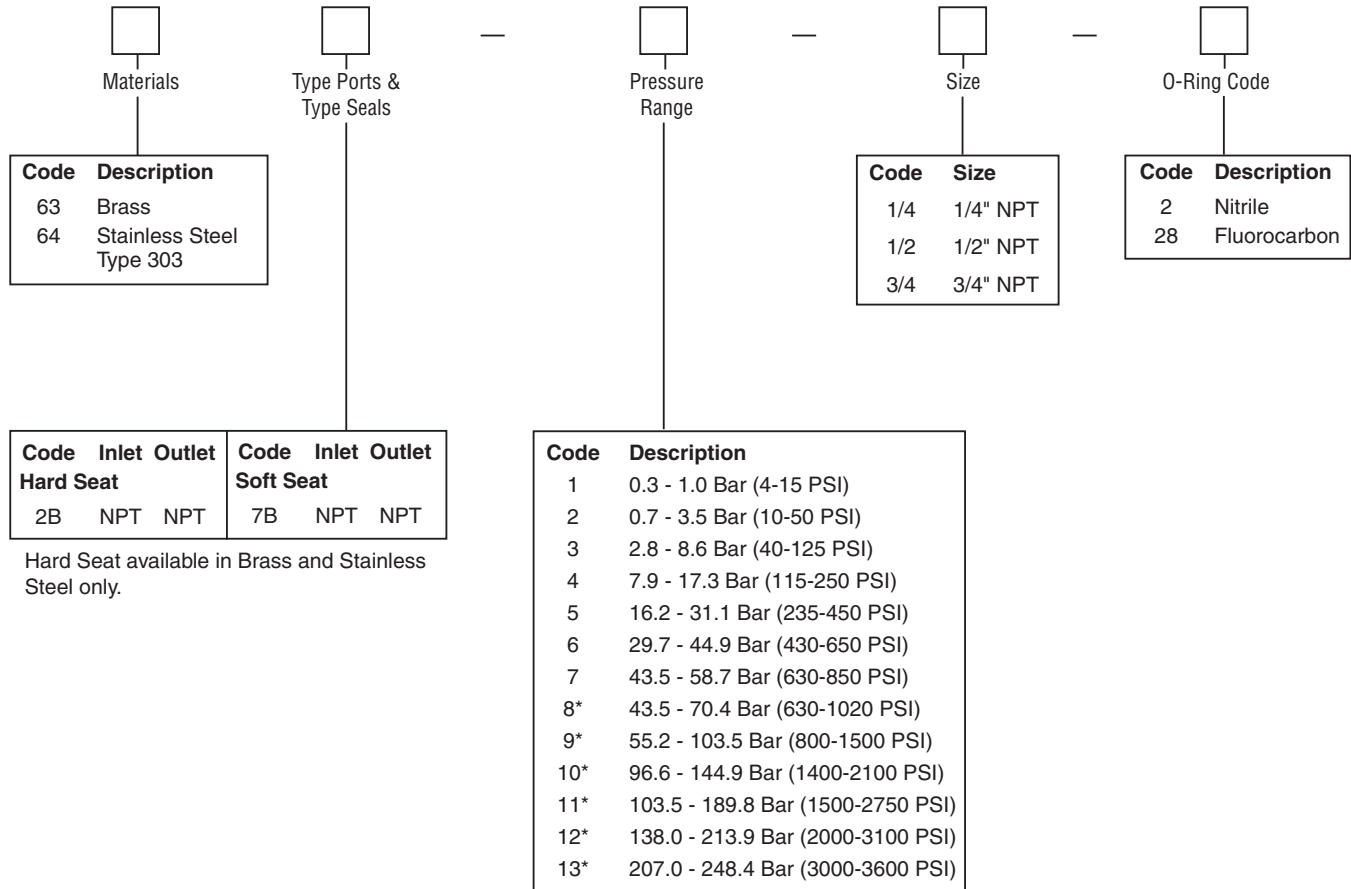 — — —
Materials
Type Ports &
Type Seals
Pressure
Range
Size
O-Ring Code
Code Description
63 Brass
64 Stainless Steel
Type 303
Code Size
1/4 1/4" NPT
1/2 1/2" NPT
3/4 3/4" NPT
Code Description
2 Nitrile
28 Fluorocarbon
Code Inlet Outlet
Hard Seat
2B NPT NPT
Code Inlet Outlet
Soft Seat
7B NPT NPT
Hard Seat available in Brass and Stainless
Steel only.
Code Description
1 0.3 - 1.0 Bar (4-15 PSI)
2 0.7 - 3.5 Bar (10-50 PSI)
3 2.8 - 8.6 Bar (40-125 PSI)
4 7.9 - 17.3 Bar (115-250 PSI)
5 16.2 - 31.1 Bar (235-450 PSI)
6 29.7 - 44.9 Bar (430-650 PSI)
7 43.5 - 58.7 Bar (630-850 PSI)
8* 43.5 - 70.4 Bar (630-1020 PSI)
9* 55.2 - 103.5 Bar (800-1500 PSI)
10* 96.6 - 144.9 Bar (1400-2100 PSI)
11* 103.5 - 189.8 Bar (1500-2750 PSI)
12* 138.0 - 213.9 Bar (2000-3100 PSI)
13* 207.0 - 248.4 Bar (3000-3600 PSI)